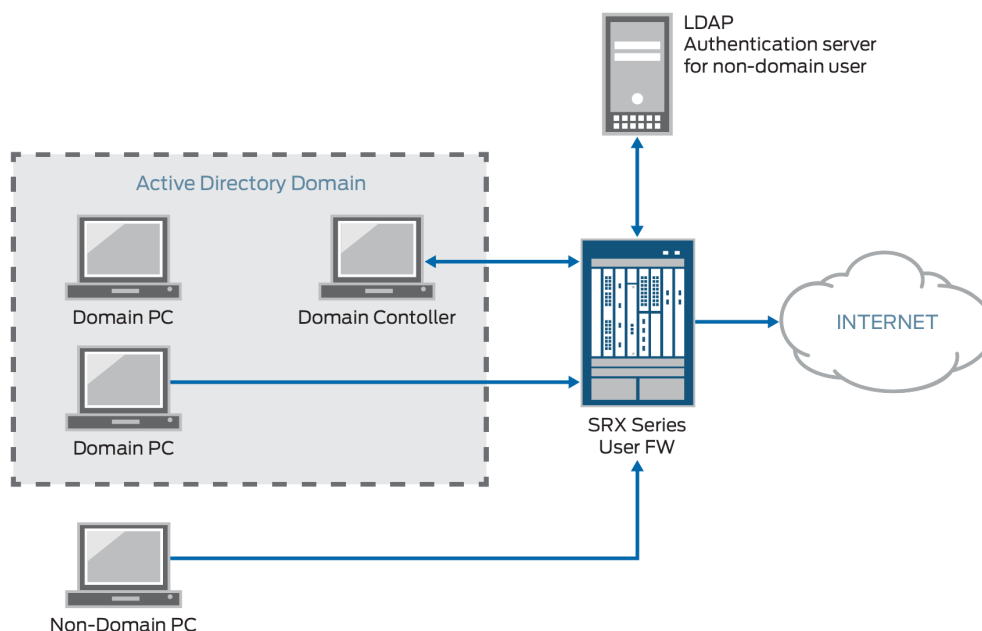 LDAP
Authentication server
for non-domain user
Active Directory Domain
Domain PC
Domain Contoller
INTERNET
Domain PC
SRX Series
User FW
Non-Domain PC